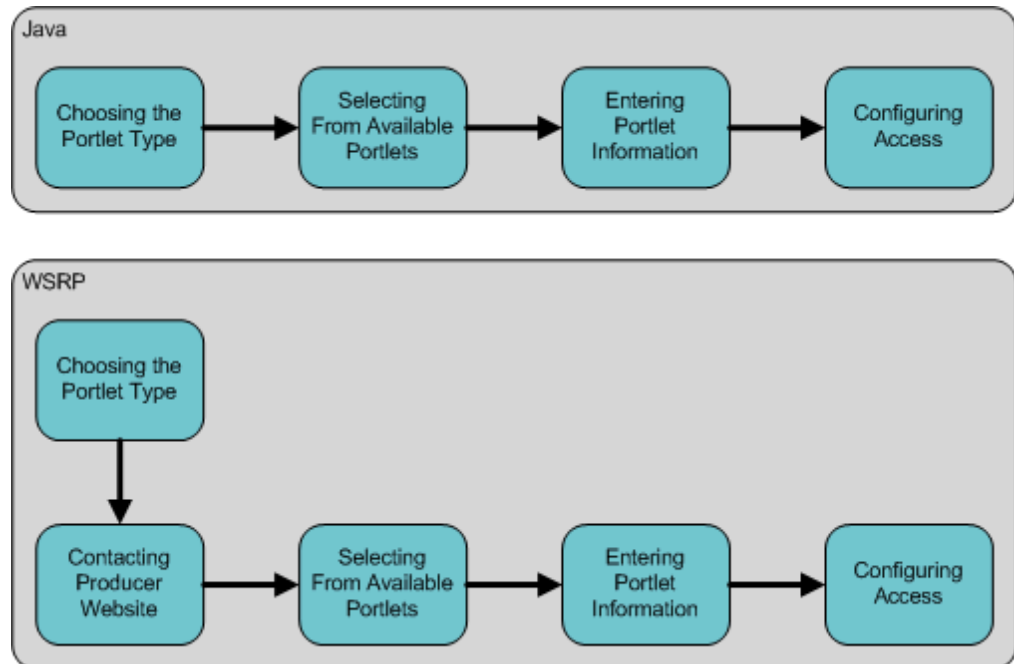 Java
Choosing the
Portlet Type
Selecting
From Available
Portlets
Entering
Portlet
Information
Configuring
Access
WSRP
Choosing the
Portlet Type
Contacting
Producer
Website
Selecting
From Available
Portlets
Entering
Portlet
Information
Configuring
Access